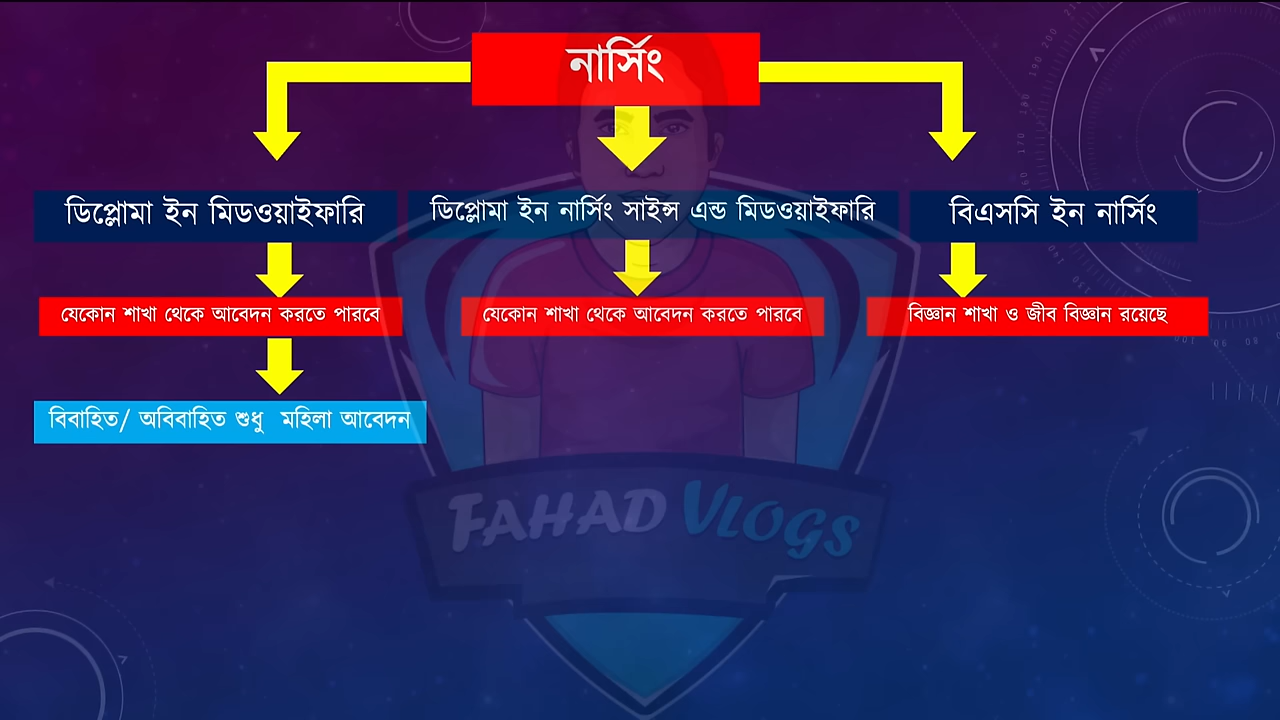 নার্সিং
ডিপ্লোমা ইন মিডওয়াইফারি
ডিপ্লোমা ইন নার্সিং সাইন্স এন্ড মিডওয়াইফারি
বিএসসি ইন নার্সিং
যেকোন শাখা থেকে আবেদন করতে পারবে
যেকোন শাখা থেকে আবেদন করতে পারবে
বিজ্ঞান শাখা ও জীব বিজ্ঞান রয়েছে
বিবাহিত/ অবিবাহিত শুধু মহিলা আবেদন
FAHAD VLOGS